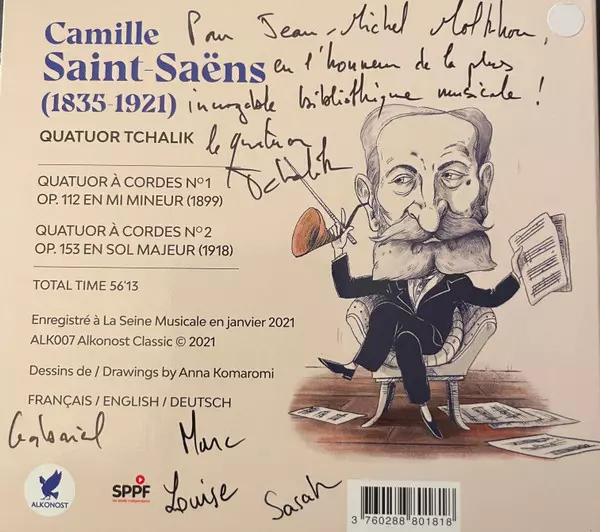 Camille
Saint-Saëns
(1835-1921)
Pour Jean-Michel Molkhou,
en l'honneur de la plus
incroyable bibliothèque musicale !
le quatuor
Tchalik
QUATUOR TCHALIK
QUATUOR À CORDES Nº1
OP. 112 EN MI MINEUR (1899)
QUATUOR À CORDES Nº2
OP. 153 EN SOL MAJEUR (1918)
TOTAL TIME 56'13
Enregistré à La Seine Musicale en janvier 2021
ALK007 Alkonost Classic © 2021
Dessins de / Drawings by Anna Komaromi
FRANÇAIS / ENGLISH / DEUTSCH
Gabriel
Marc
Louise
Sarah
ALKONOST
SPPF
3 760288 801818